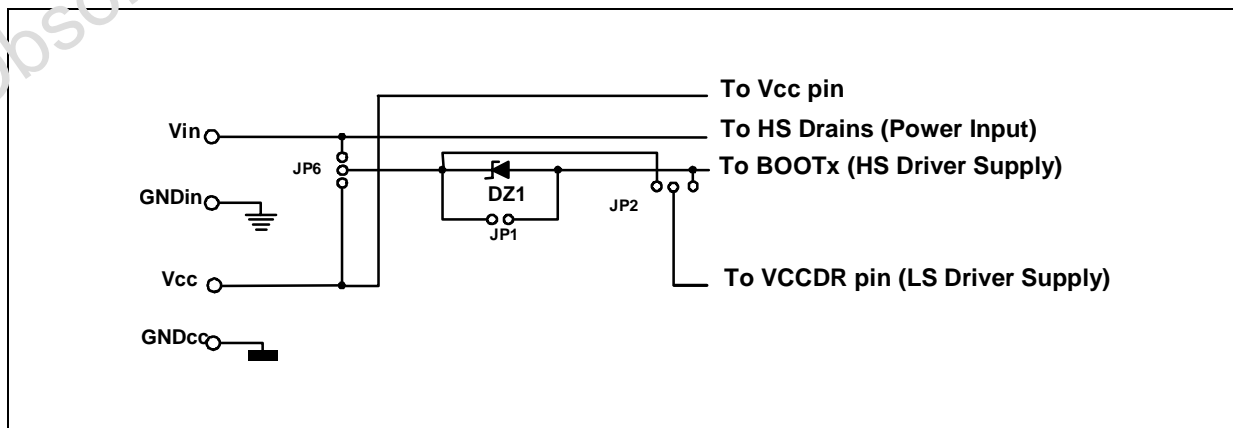 To Vcc pin
Vin
To HS Drains (Power Input)
JP6
To BOOTx (HS Driver Supply)
DZ1
GNDin
JP2
JP1
Vcc
To VCCDR pin (LS Driver Supply)
GNDcc